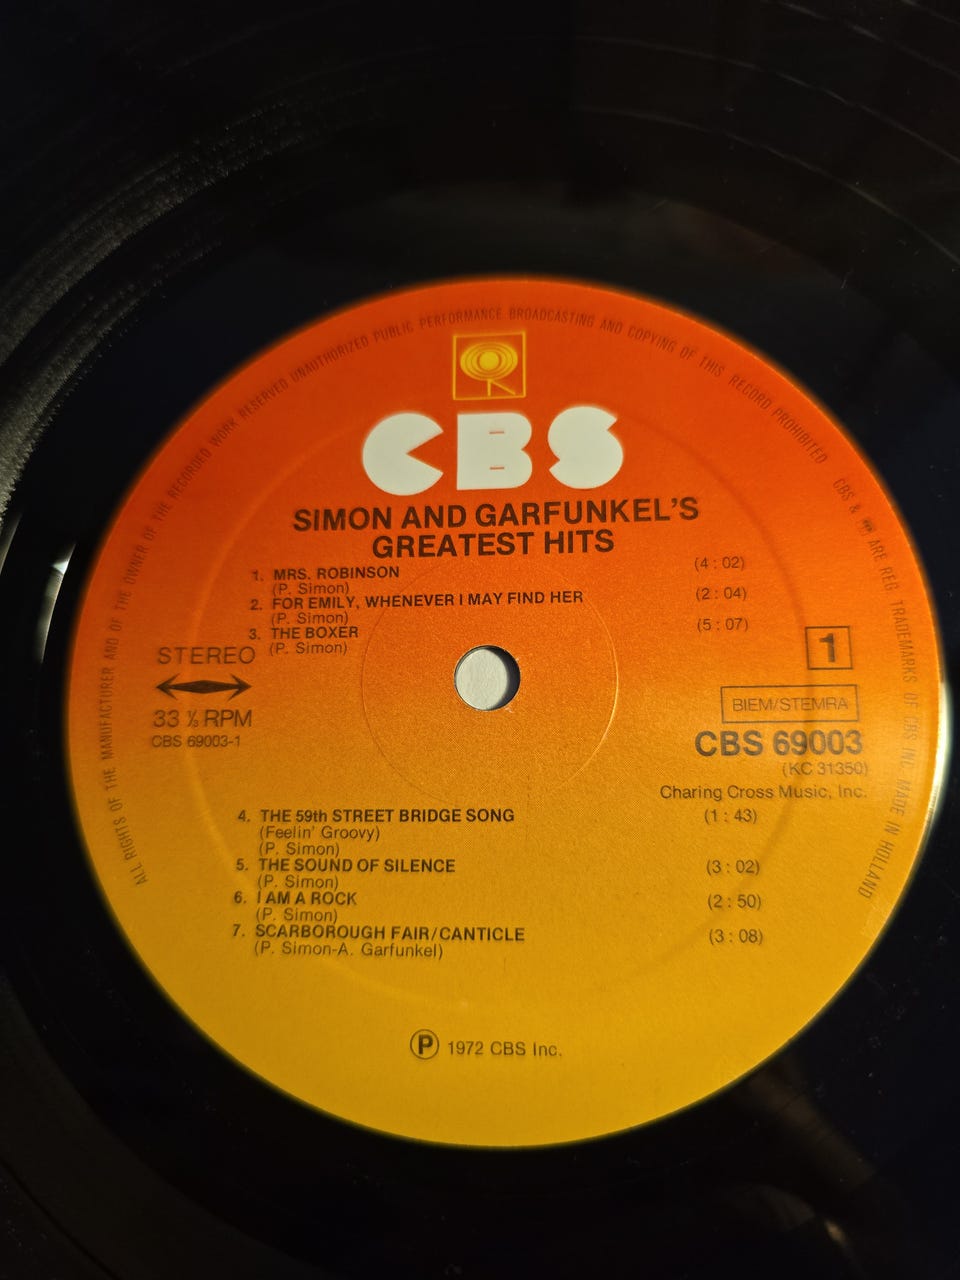 ALL RIGHTS OF THE MANUFACTURER AND OF THE OWNER OF THE RECORDED WORK RESERVED UNAUTHORIZED PUBLIC PERFORMANCE BROADCASTING AND COPYING OF THIS RECORD PROHIBITED
CBS & ARE REG. TRADEMARKS OF CBS INC. MADE IN HOLLAND
CBS
SIMON AND GARFUNKEL'S
GREATEST HITS
1. MRS. ROBINSON (4 : 02)
(P. Simon)
2. FOR EMILY, WHENEVER I MAY FIND HER (2 : 04)
(P. Simon)
3. THE BOXER (5 : 07)
(P. Simon)
STEREO
33 ⅓ RPM
CBS 69003-1
1
BIEM/STEMRA
CBS 69003
(KC 31350)
Charing Cross Music, Inc.
4. THE 59th STREET BRIDGE SONG (1 : 43)
(Feelin' Groovy)
(P. Simon)
5. THE SOUND OF SILENCE (3 : 02)
(P. Simon)
6. I AM A ROCK (2 : 50)
(P. Simon)
7. SCARBOROUGH FAIR/CANTICLE (3 : 08)
(P. Simon-A. Garfunkel)
Ⓟ 1972 CBS Inc.